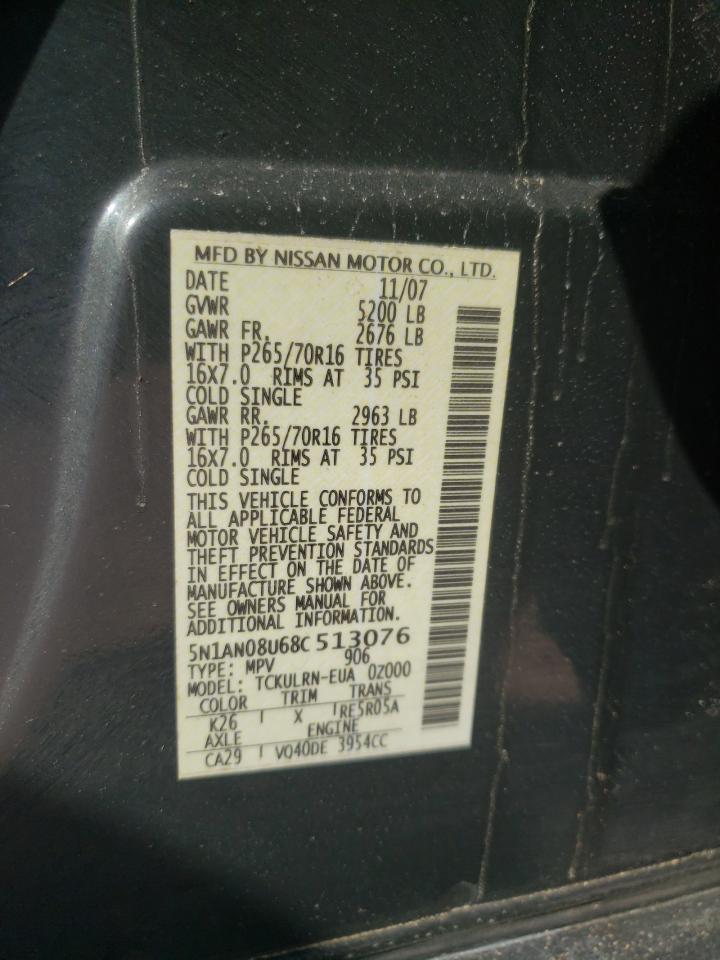 MFD BY NISSAN MOTOR CO., LTD.
DATE 11/07
GVWR 5200 LB
GAWR FR. 2676 LB
WITH P265/70R16 TIRES
16X7.0 RIMS AT 35 PSI
COLD SINGLE
GAWR RR. 2963 LB
WITH P265/70R16 TIRES
16X7.0 RIMS AT 35 PSI
COLD SINGLE
THIS VEHICLE CONFORMS TO
ALL APPLICABLE FEDERAL
MOTOR VEHICLE SAFETY AND
THEFT PREVENTION STANDARDS
IN EFFECT ON THE DATE OF
MANUFACTURE SHOWN ABOVE.
SEE OWNERS MANUAL FOR
ADDITIONAL INFORMATION.
5N1AN08U68C513076
TYPE: MPV 906
MODEL: TCKULRN-EUA 0Z000
COLOR TRIM TRANS
K26 X RE5R05A
AXLE ENGINE
CA29 VQ40DE 3954CC